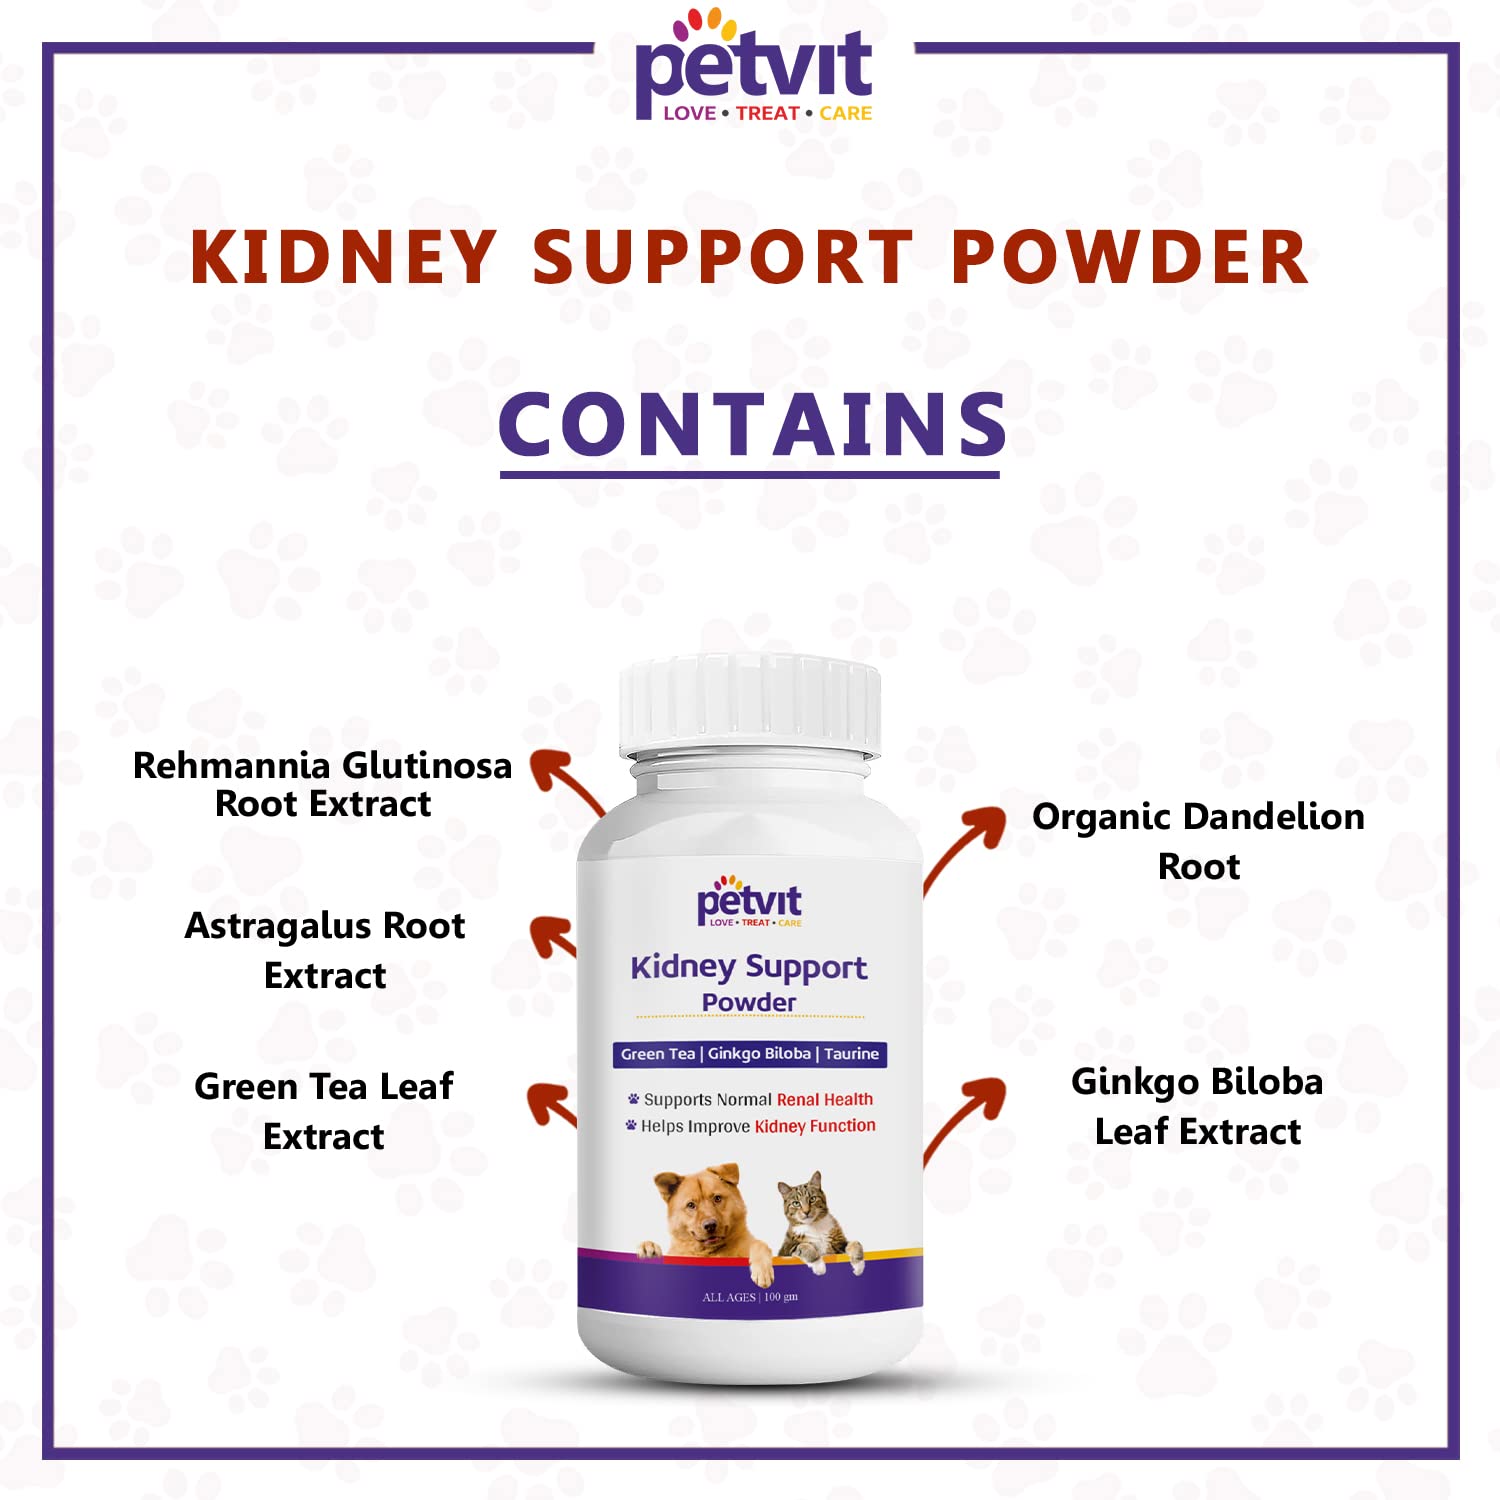 petvit
LOVE • TREAT • CARE
KIDNEY SUPPORT POWDER
CONTAINS
Rehmannia Glutinosa
Root Extract
Astragalus Root
Extract
Green Tea Leaf
Extract
Organic Dandelion
Root
Ginkgo Biloba
Leaf Extract
petvit
LOVE • TREAT • CARE
Kidney Support
Powder
Green Tea | Ginkgo Biloba | Taurine
Supports Normal Renal Health
Helps Improve Kidney Function
ALL AGES | 100 gm